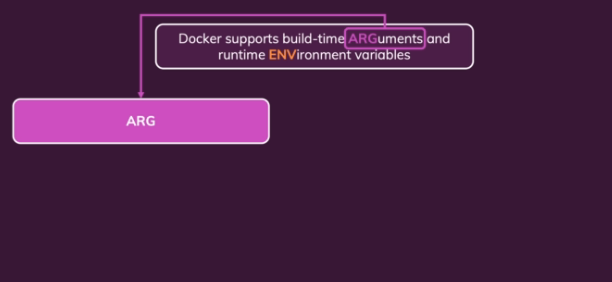 Docker supports build-time ARGuments and
runtime ENVironment variables
ARG